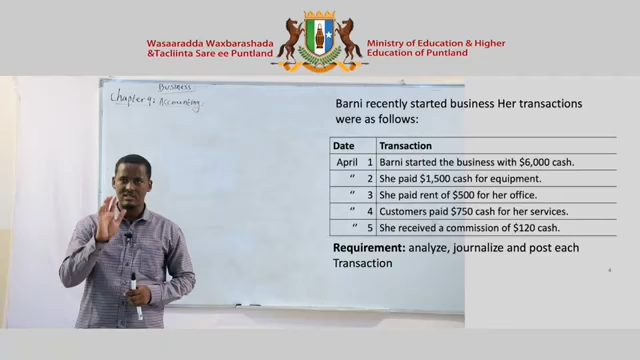 Wasaaradda Waxbarashada
&Tacliinta Sare ee Puntland
Ministry of Education & Higher
Education of Puntland
Business
Chapter 9: Accounting.
Barni recently started business Her transactions
were as follows:
Date Transaction
April 1 Barni started the business with $6,000 cash.
" 2 She paid $1,500 cash for equipment.
" 3 She paid rent of $500 for her office.
" 4 Customers paid $750 cash for her services.
" 5 She received a commission of $120 cash.
Requirement: analyze, journalize and post each
Transaction